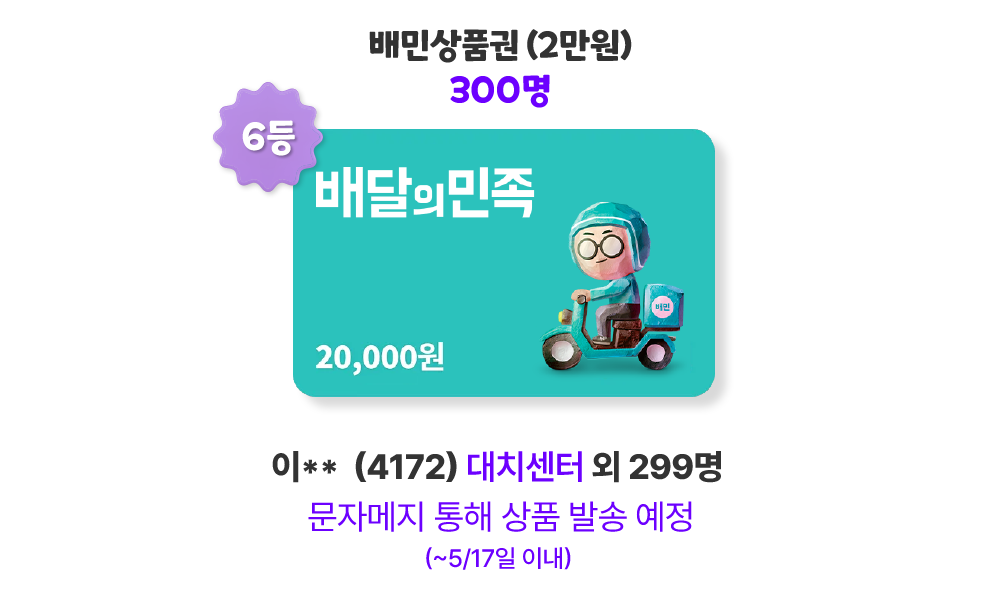 배민상품권 (2만원)
300명
6등
배달의민족
배민
20,000원
이** (4172) 대치센터 외 299명
문자메지 통해 상품 발송 예정
(~5/17일 이내)